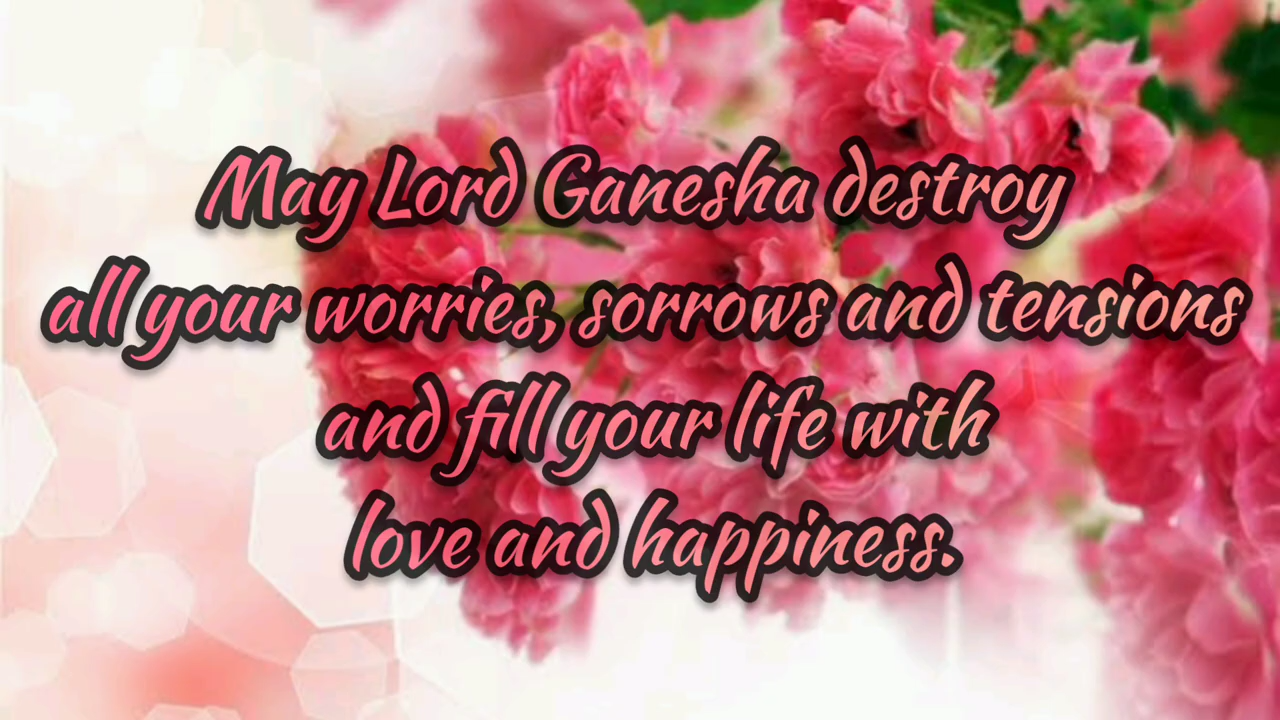 May Lord Ganesha destroy
all your worries, sorrows and tensions
and fill your life with
love and happiness.